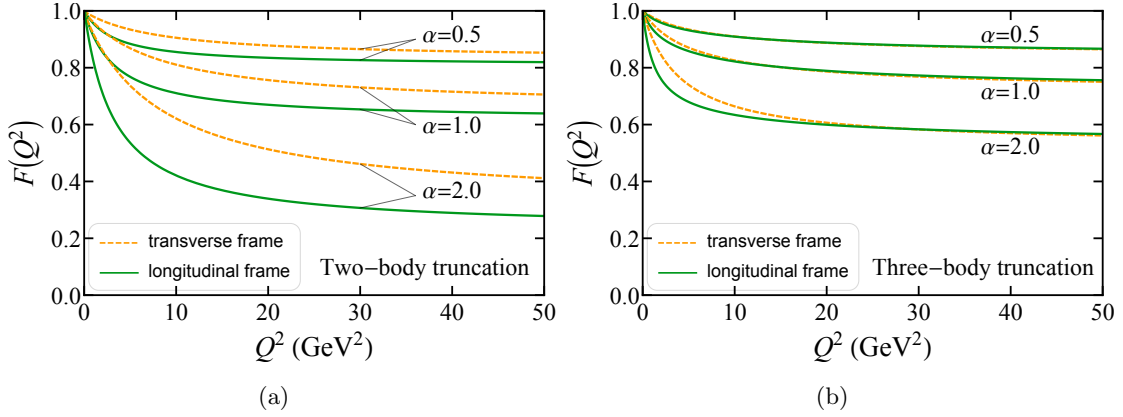 1.0
0.8
0.6
0.4
0.2
0.0
F(Q²)
α=0.5
α=1.0
α=2.0
transverse frame
longitudinal frame
Two−body truncation
0 10 20 30 40 50
Q² (GeV²)
(a)
1.0
0.8
0.6
0.4
0.2
0.0
F(Q²)
α=0.5
α=1.0
α=2.0
transverse frame
longitudinal frame
Three−body truncation
0 10 20 30 40 50
Q² (GeV²)
(b)